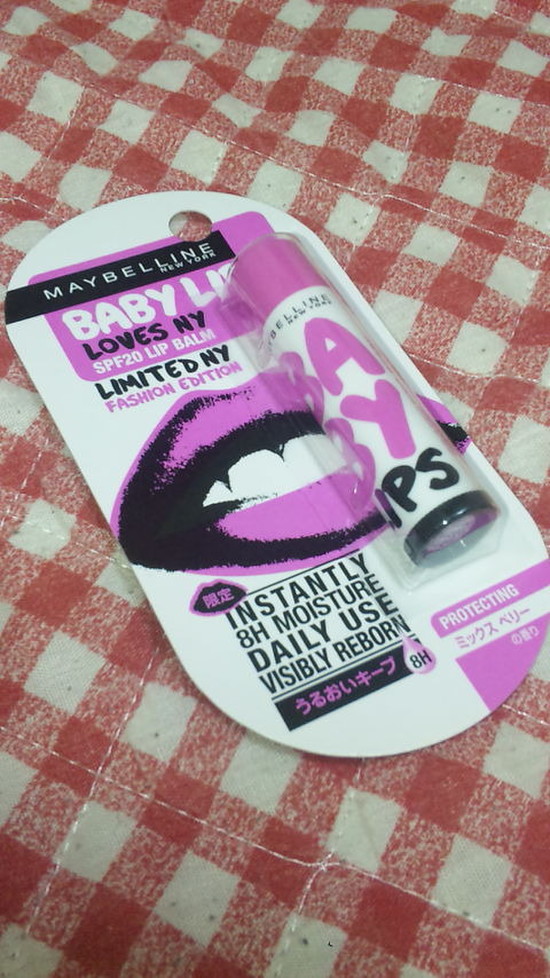 MAYBELLINE
NEW YORK
BABY
LOVES NY
SPF20 LIP BALM
LIMITED NY
FASHION EDITION
AY
IPS
限定
INSTANTLY
8H MOISTURE
DAILY USE
VISIBLY REBORN
うるおいキープ
8H
PROTECTING
ミックス ベリー
の香り